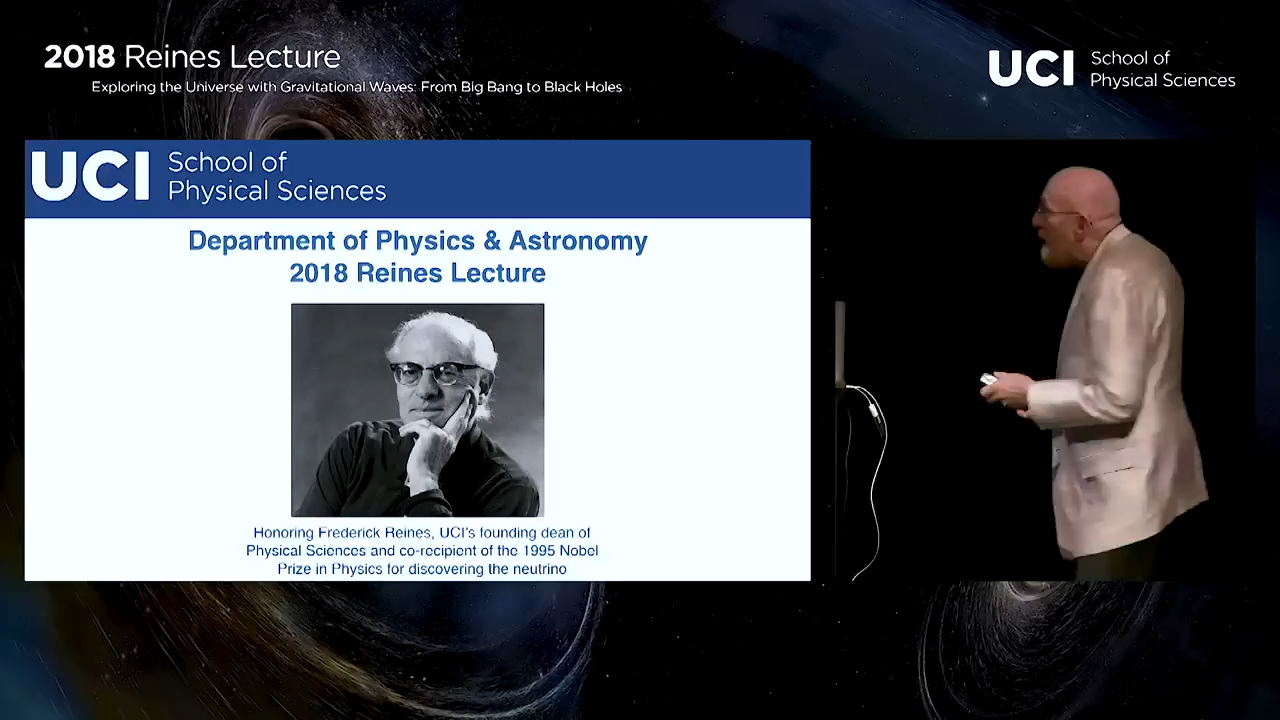 2018 Reines Lecture
Exploring the Universe with Gravitational Waves: From Big Bang to Black Holes
UCI School of
Physical Sciences
UCI School of
Physical Sciences
Department of Physics & Astronomy
2018 Reines Lecture
Honoring Frederick Reines, UCI's founding dean of
Physical Sciences and co-recipient of the 1995 Nobel
Prize in Physics for discovering the neutrino